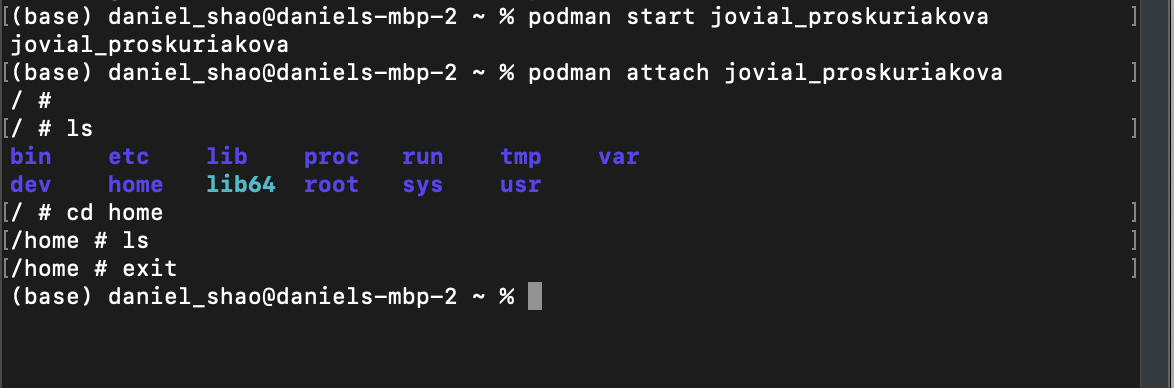 [(base) daniel_shao@daniels-mbp-2 ~ % podman start jovial_proskuriakova ]
jovial_proskuriakova
[(base) daniel_shao@daniels-mbp-2 ~ % podman attach jovial_proskuriakova ]
/ #
[/ # ls ]
bin etc lib proc run tmp var
dev home lib64 root sys usr
[/ # cd home ]
[/home # ls ]
[/home # exit ]
(base) daniel_shao@daniels-mbp-2 ~ %